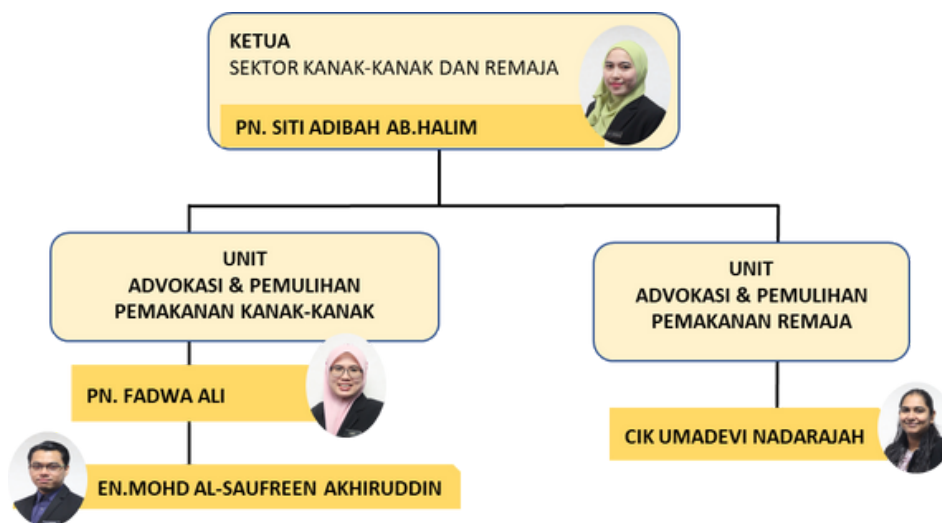 KETUA
SEKTOR KANAK-KANAK DAN REMAJA
PN. SITI ADIBAH AB.HALIM
UNIT
ADVOKASI & PEMULIHAN
PEMAKANAN KANAK-KANAK
PN. FADWA ALI
EN.MOHD AL-SAUFREEN AKHIRUDDIN
UNIT
ADVOKASI & PEMULIHAN
PEMAKANAN REMAJA
CIK UMADEVI NADARAJAH